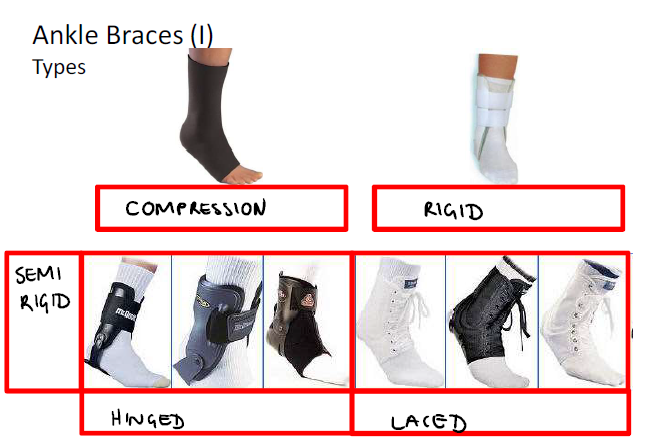 Ankle Braces (I)
Types
COMPRESSION
RIGID
SEMI
RIGID
HINGED
LACED